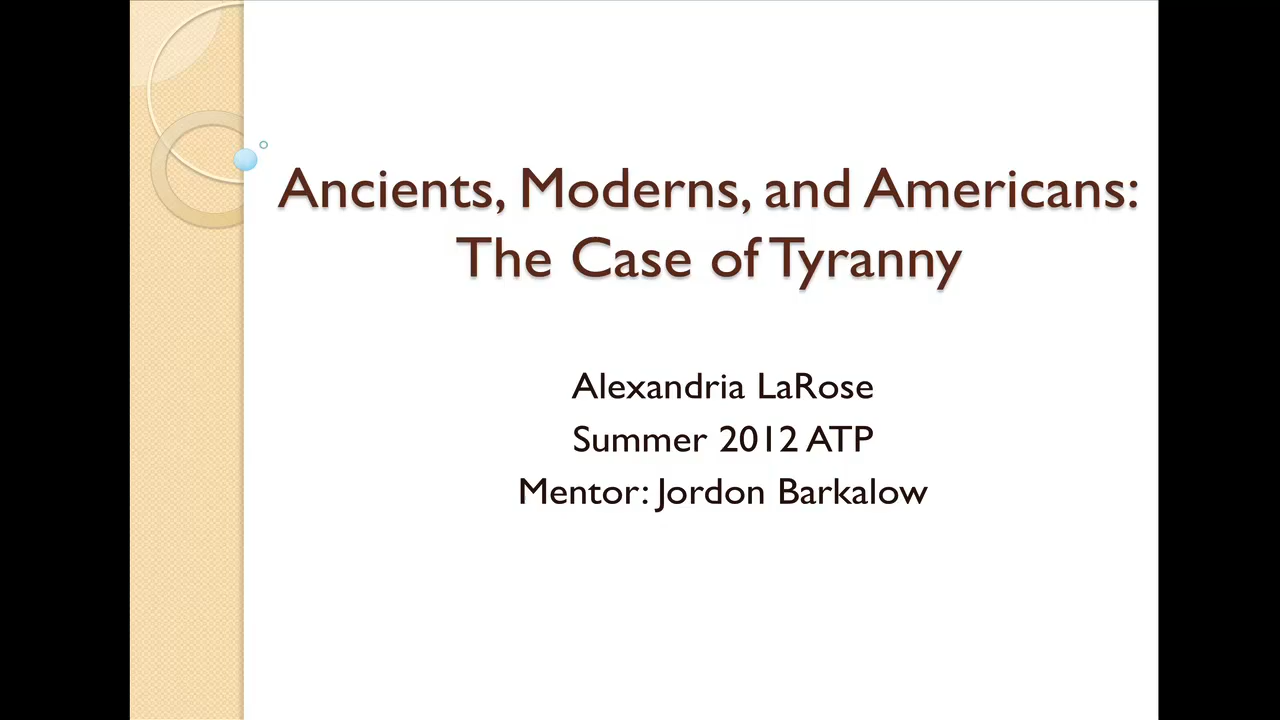 Ancients, Moderns, and Americans:
The Case of Tyranny
Alexandria LaRose
Summer 2012 ATP
Mentor: Jordon Barkalow